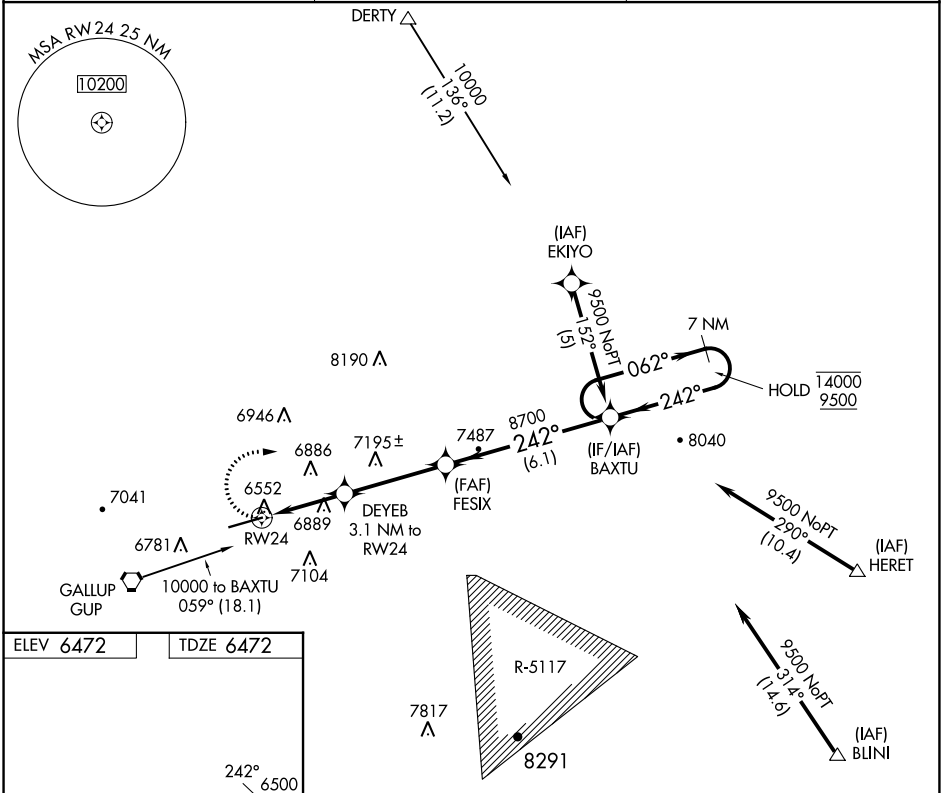 MSA RW24 25 NM
10200
DERTY
10000
136°
(11.2)
(IAF)
EKIYO
9500 NoPT
152°
(5)
7 NM
062°
242°
HOLD
14000
9500
(IF/IAF)
BAXTU
8040
8190
6946
6886
7195±
7487
8700
242°
(6.1)
(FAF)
FESIX
DEYEB
3.1 NM to
RW24
6552
6889
RW24
7041
6781
7104
GALLUP
GUP
10000 to BAXTU
059° (18.1)
9500 NoPT
290°
(10.4)
(IAF)
HERET
9500 NoPT
314°
(14.6)
(IAF)
BLINI
R-5117
7817
8291
ELEV 6472
TDZE 6472
242°
6500